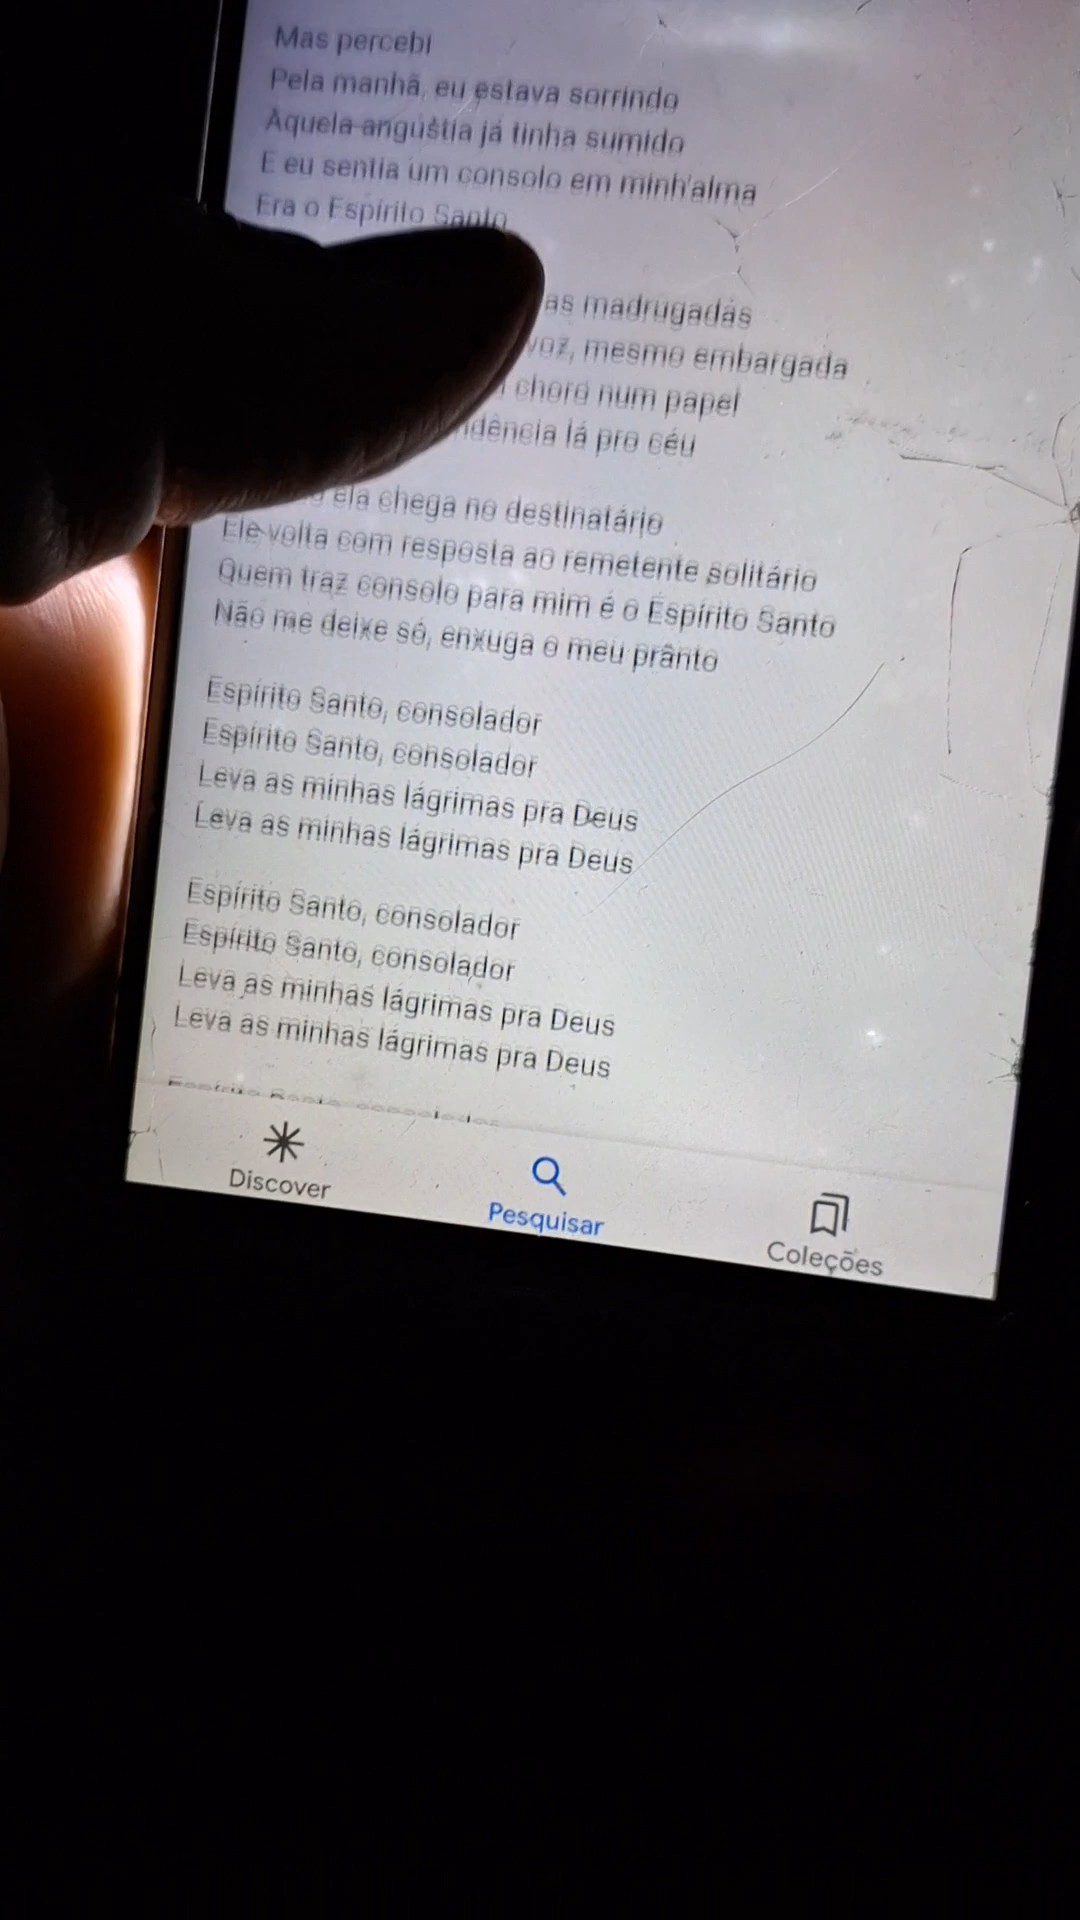 Mas percebi
Pela manhã, eu estava sorrindo
Aquela angústia já tinha sumido
E eu sentia um consolo em minh'alma
Era o Espírito Santo
as madrugadas
voz, mesmo embargada
choro num papel
lá pro céu
ela chega no destinatário
Ele volta com resposta ao remetente solitário
Quem traz consolo para mim é o Espírito Santo
Não me deixe só, enxuga o meu pranto
Espírito Santo, consolador
Espírito Santo, consolador
Leva as minhas lágrimas pra Deus
Leva as minhas lágrimas pra Deus
Espírito Santo, consolador
Espírito Santo, consolador
Leva as minhas lágrimas pra Deus
Leva as minhas lágrimas pra Deus
Discover
Pesquisar
Coleções